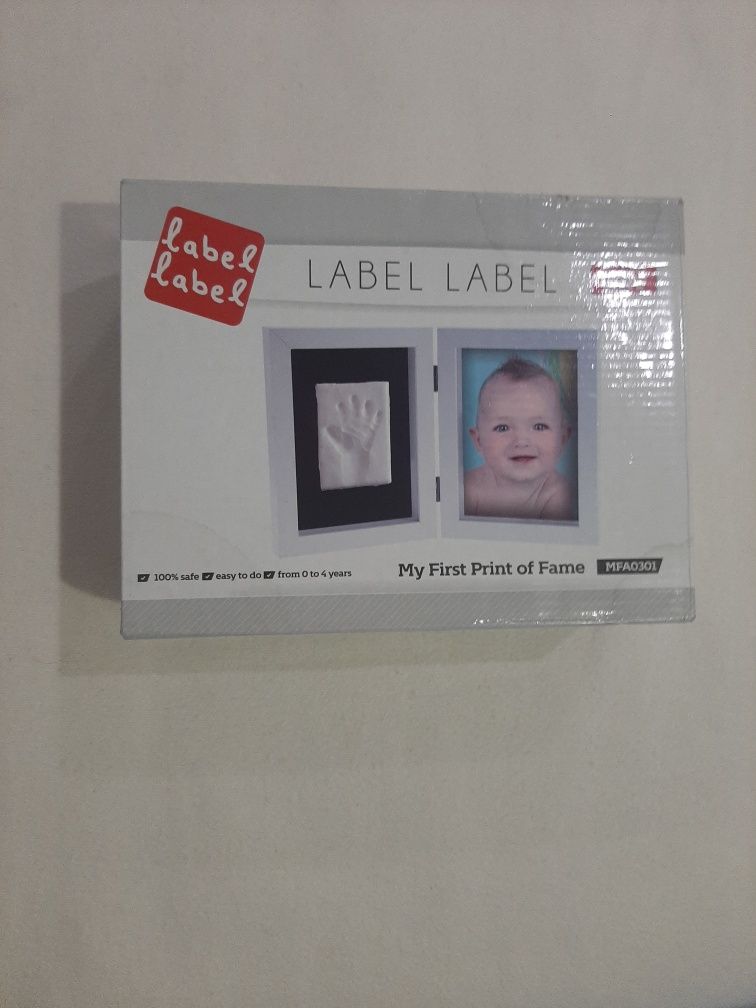 label
label
LABEL LABEL
100% safe easy to do from 0 to 4 years
My First Print of Fame MFA0301